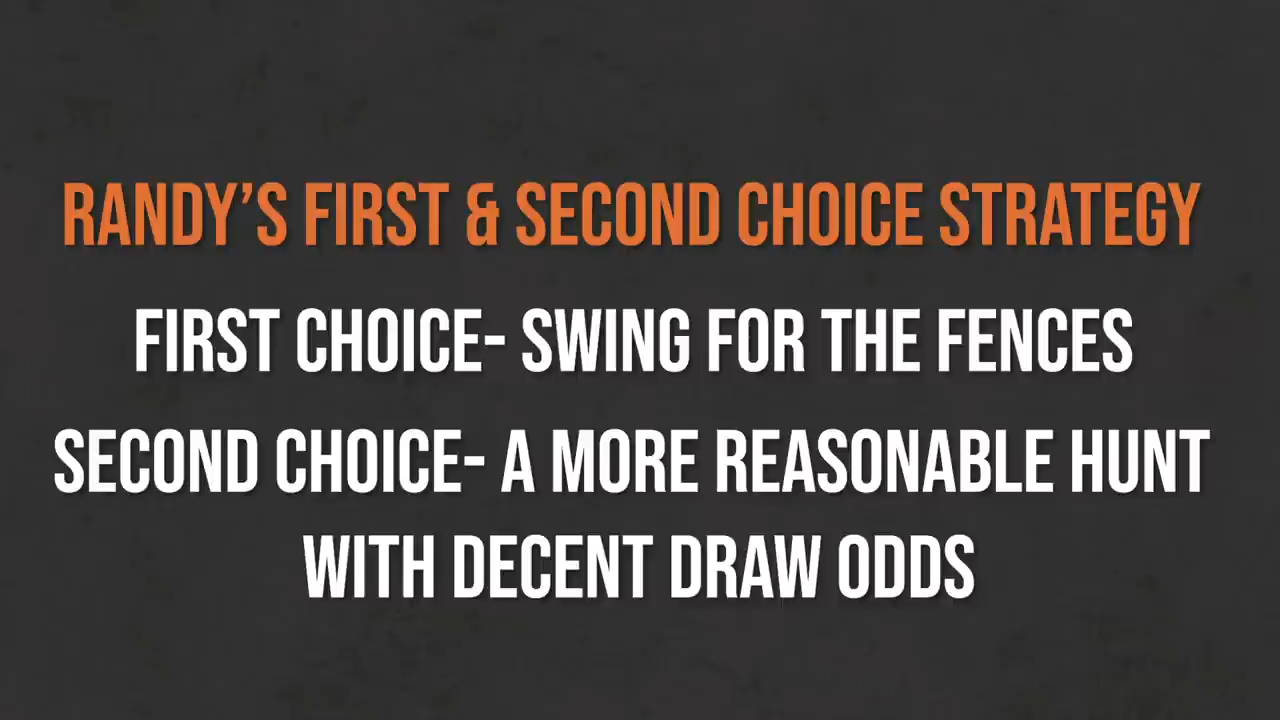 RANDY’S FIRST & SECOND CHOICE STRATEGY
FIRST CHOICE- SWING FOR THE FENCES
SECOND CHOICE- A MORE REASONABLE HUNT
WITH DECENT DRAW ODDS